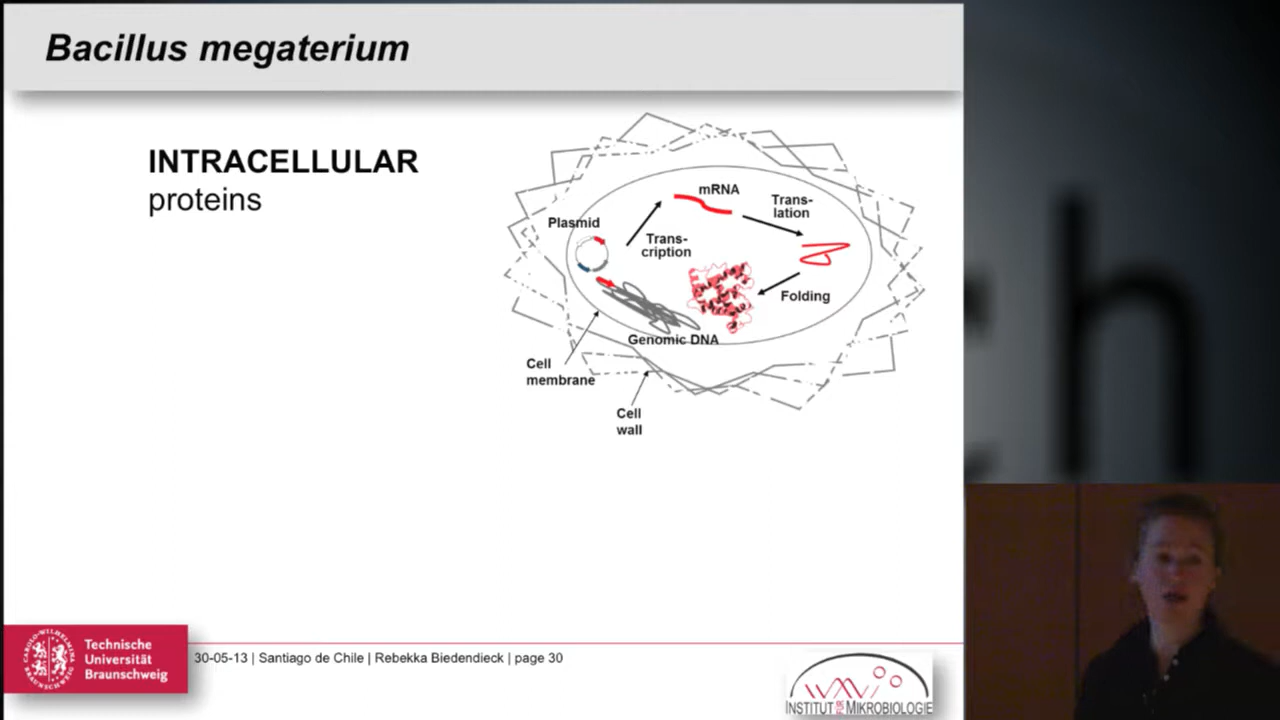 Bacillus megaterium
INTRACELLULAR
proteins
mRNA
Trans-
lation
Plasmid
Trans-
cription
Folding
Genomic DNA
Cell
membrane
Cell
wall
Technische
Universität
Braunschweig
30-05-13 | Santiago de Chile | Rebekka Biedendieck | page 30
INSTITUT FÜR MIKROBIOLOGIE
h